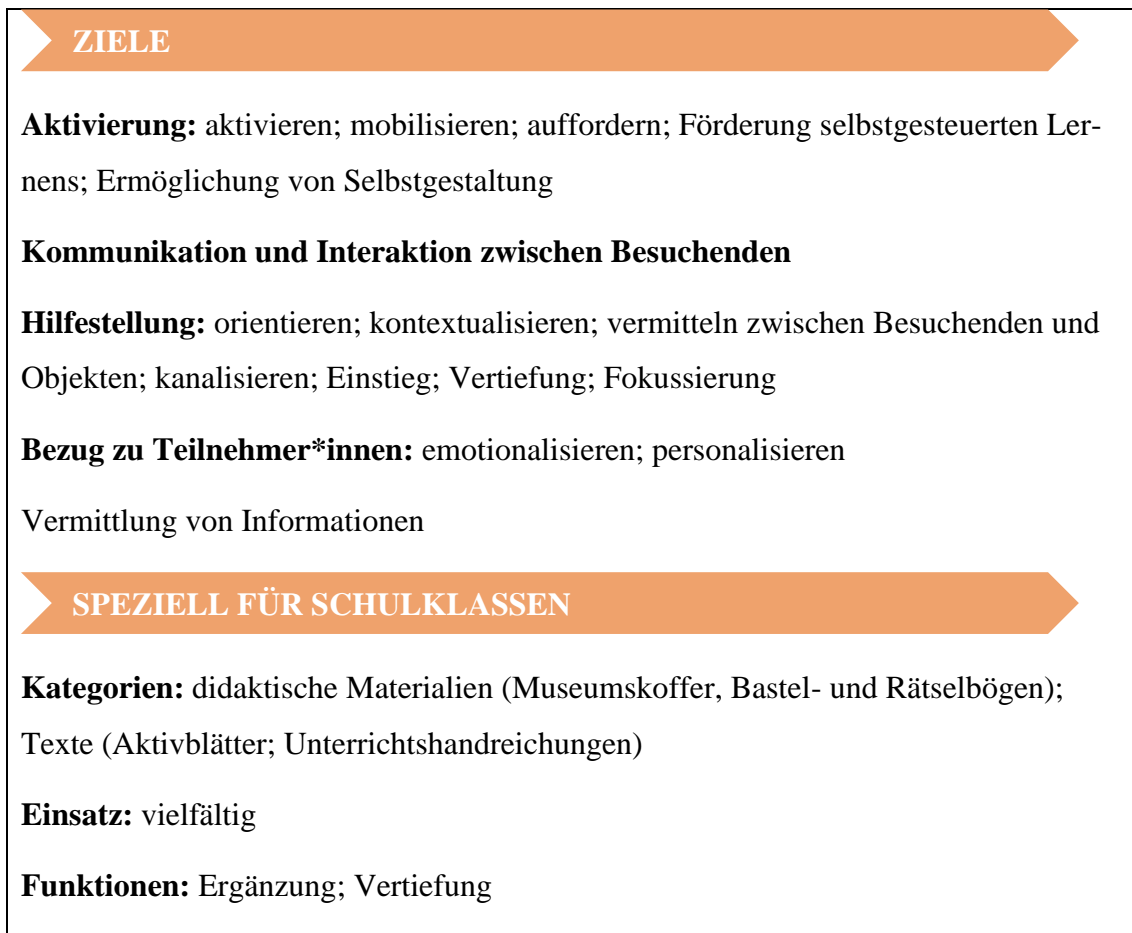 ZIELE
Aktivierung: aktivieren; mobilisieren; auffordern; Förderung selbstgesteuerten Ler-
nens; Ermöglichung von Selbstgestaltung
Kommunikation und Interaktion zwischen Besuchenden
Hilfestellung: orientieren; kontextualisieren; vermitteln zwischen Besuchenden und
Objekten; kanalisieren; Einstieg; Vertiefung; Fokussierung
Bezug zu Teilnehmer*innen: emotionalisieren; personalisieren
Vermittlung von Informationen
SPEZIELL FÜR SCHULKLASSEN
Kategorien: didaktische Materialien (Museumskoffer, Bastel- und Rätselbögen);
Texte (Aktivblätter; Unterrichtshandreichungen)
Einsatz: vielfältig
Funktionen: Ergänzung; Vertiefung